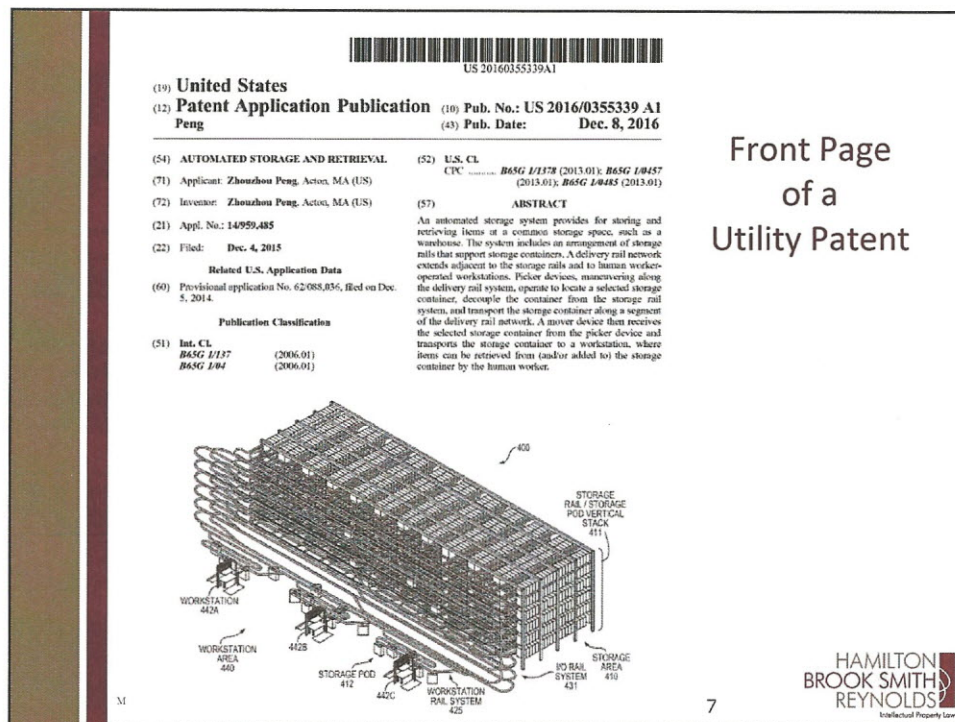 US 20160355339A1
(19) United States
(12) Patent Application Publication
Peng
(10) Pub. No.: US 2016/0355339 A1
(43) Pub. Date: Dec. 8, 2016
(54) AUTOMATED STORAGE AND RETRIEVAL
(71) Applicant: Zhouzhou Peng, Acton, MA (US)
(72) Inventor: Zhouzhou Peng, Acton, MA (US)
(21) Appl. No.: 14/959,485
(22) Filed: Dec. 4, 2015
Related U.S. Application Data
(60) Provisional application No. 62/088,036, filed on Dec.
5, 2014.
Publication Classification
(51) Int. Cl.
B65G 1/137 (2006.01)
B65G 1/04 (2006.01)
(52) U.S. Cl.
CPC .......... B65G 1/1378 (2013.01); B65G 1/0457
(2013.01); B65G 1/0485 (2013.01)
(57) ABSTRACT
An automated storage system provides for storing and
retrieving items at a common storage space, such as a
warehouse. The system includes an arrangement of storage
rails that support storage containers. A delivery rail network
extends adjacent to the storage rails and to human worker-
operated workstations. Picker devices, maneuvering along
the delivery rail system, operate to locate a selected storage
container, decouple the container from the storage rail
system, and transport the storage container along a segment
of the delivery rail network. A mover device then receives
the selected storage container from the picker device and
transports the storage container to a workstation, where
items can be retrieved from (and/or added to) the storage
container by the human worker.
Front Page
of a
Utility Patent
400
STORAGE
RAIL / STORAGE
POD VERTICAL
STACK
411
WORKSTATION
442A
WORKSTATION
AREA
440
442B
STORAGE POD
412
442C
WORKSTATION
RAIL SYSTEM
425
I/O RAIL
SYSTEM
431
STORAGE
AREA
410
M
7
HAMILTON
BROOK SMITH
REYNOLDS
Intellectual Property Law